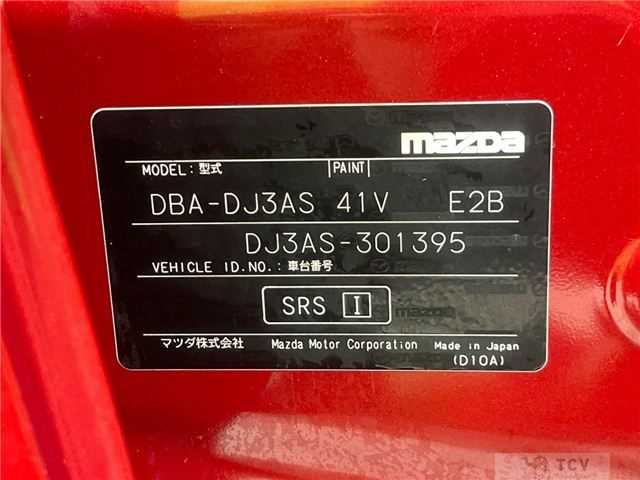 mazda
MODEL:型式 PAINT
DBA-DJ3AS 41V E2B
DJ3AS-301395
VEHICLE ID.NO.:車台番号
SRS I
マツダ株式会社 Mazda Motor Corporation Made in Japan
(D10A)
TCV